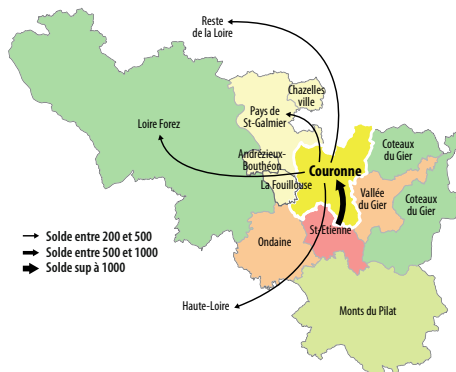 Reste
de la Loire
Chazelles
ville
Pays de
St-Galmier
Loire Forez
Coteaux
du Gier
Andrézieux-
Bouthéon
Couronne
La Fouillouse
Vallée
du Gier
Coteaux
du Gier
St-Etienne
Ondaine
Solde entre 200 et 500
Solde entre 500 et 1000
Solde sup à 1000
Haute-Loire
Monts du Pilat